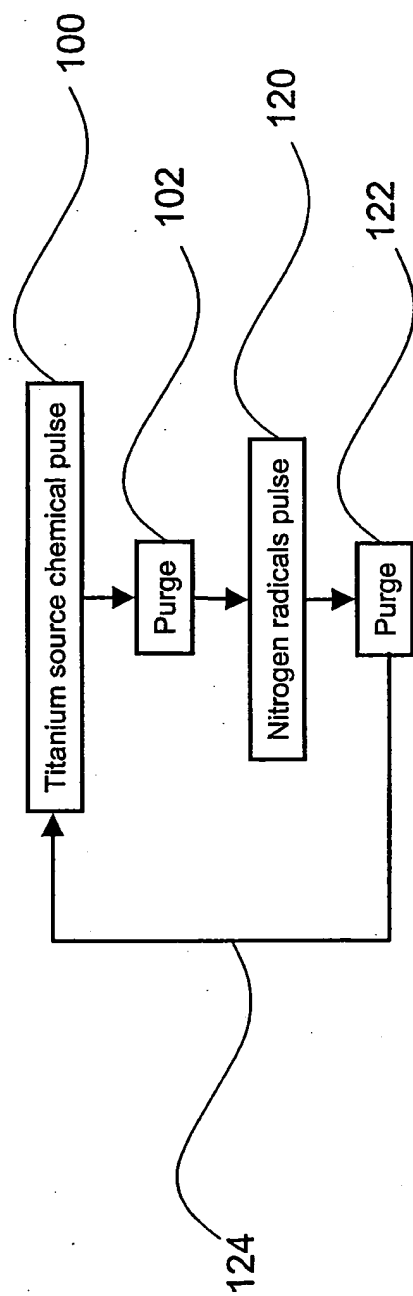 Titanium source chemical pulse
100
Purge
102
Nitrogen radicals pulse
120
Purge
122
124